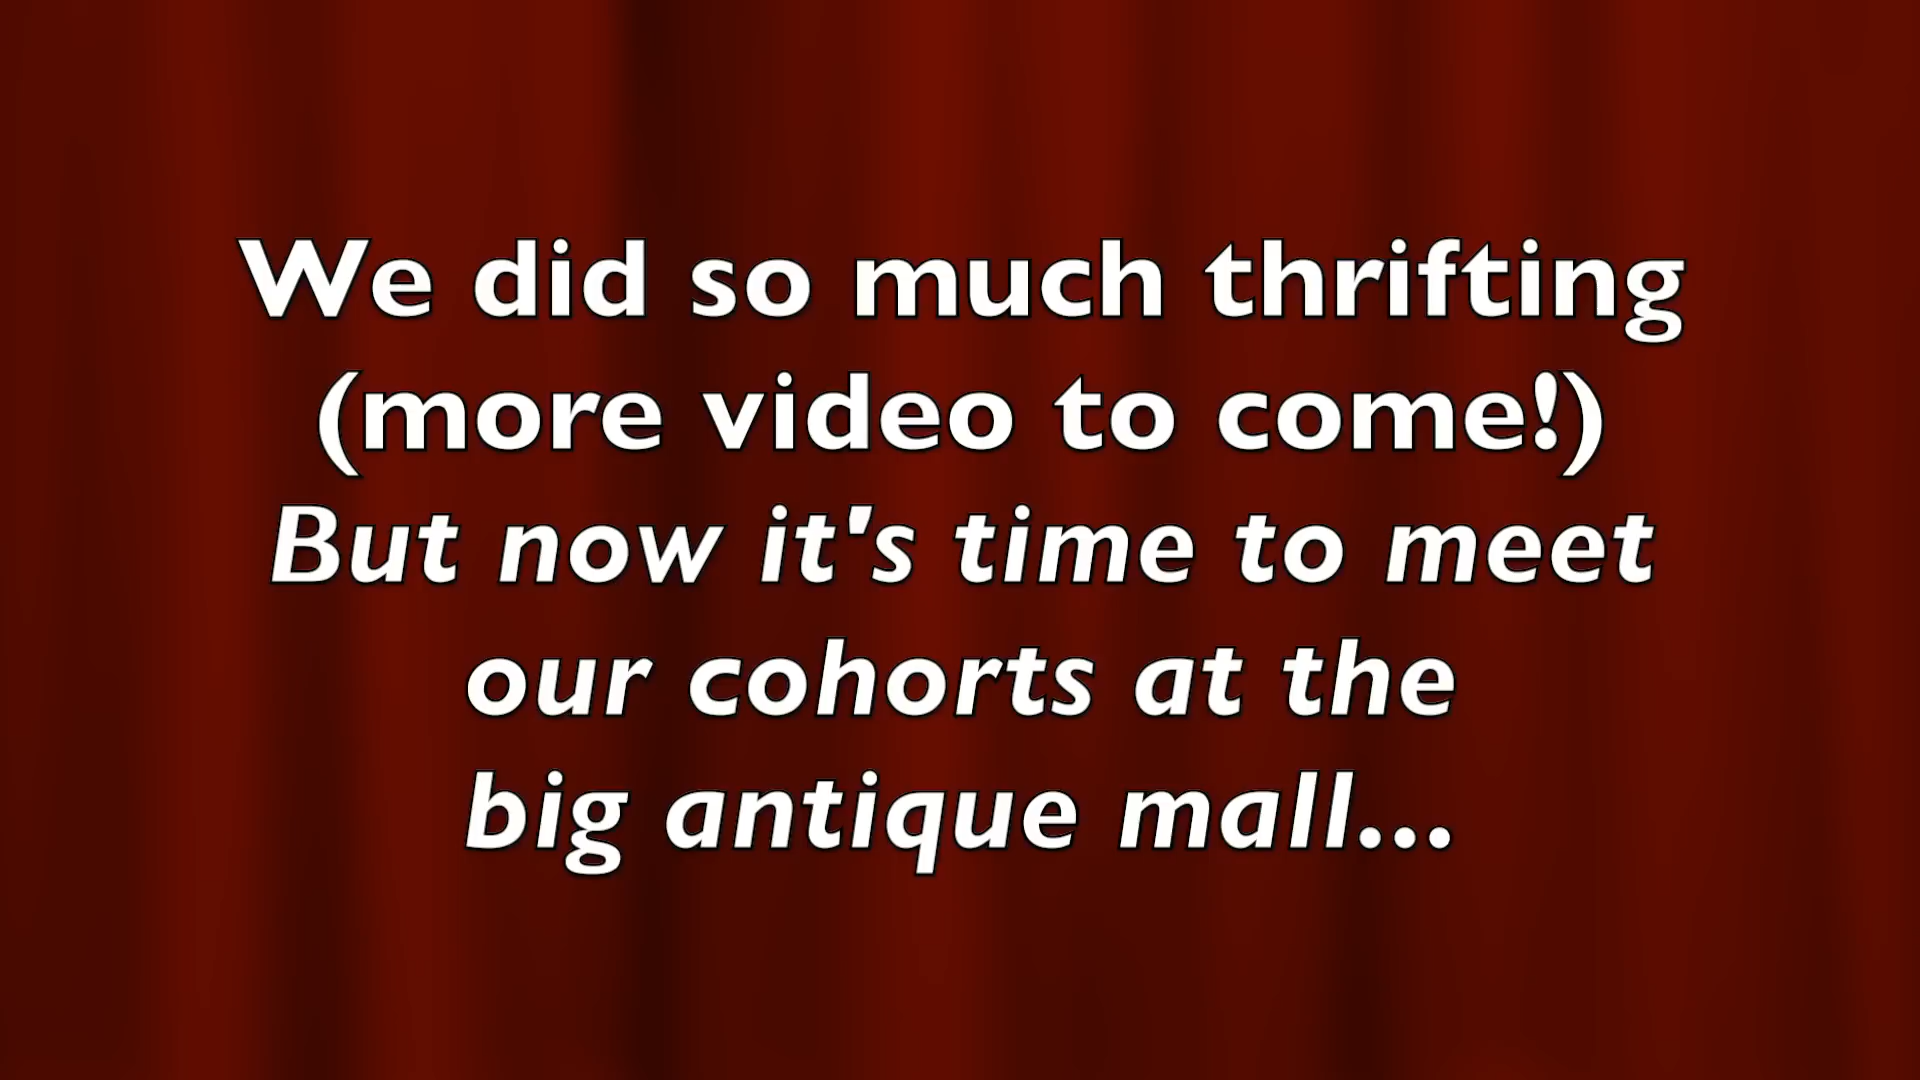 We did so much thrifting
(more video to come!)
But now it's time to meet
our cohorts at the
big antique mall...